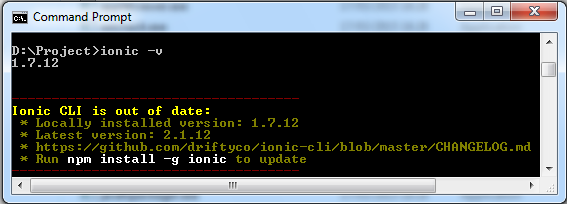 Command Prompt
D:\Project>ionic -v
1.7.12
Ionic CLI is out of date:
* Locally installed version: 1.7.12
* Latest version: 2.1.12
* https://github.com/driftyco/ionic-cli/blob/master/CHANGELOG.md
* Run npm install -g ionic to update